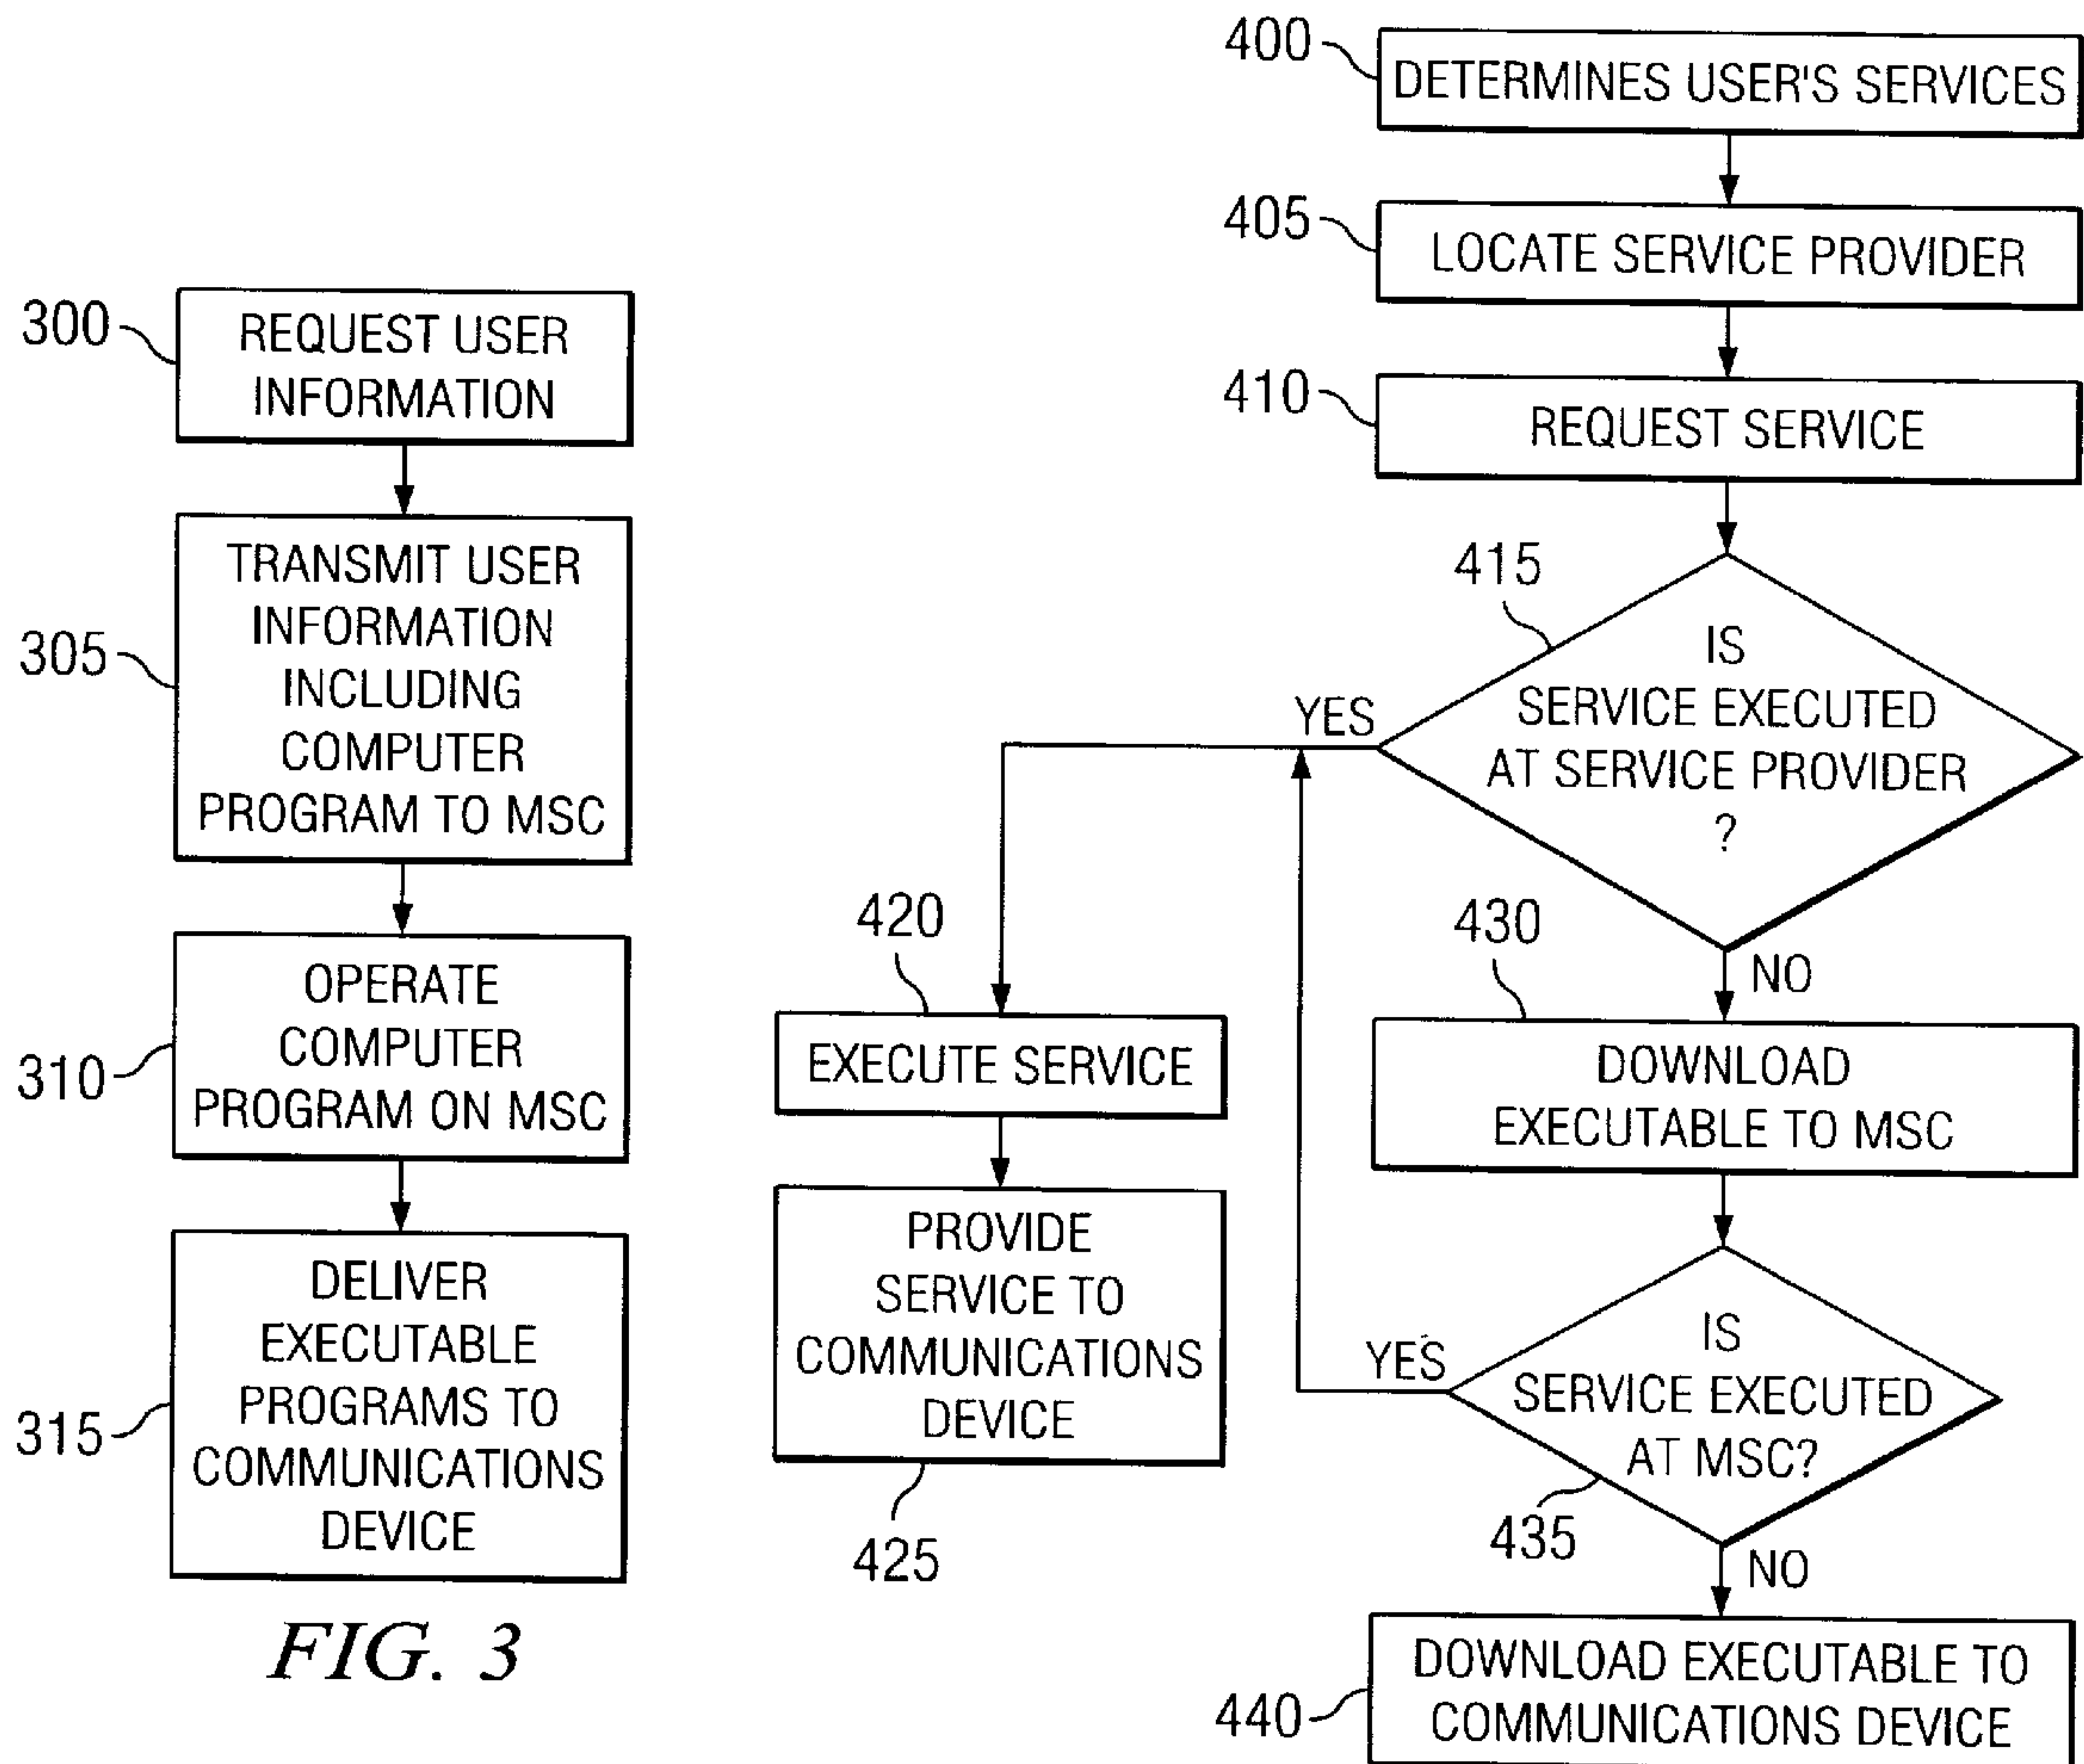 300
REQUEST USER
INFORMATION
305
TRANSMIT USER
INFORMATION
INCLUDING
COMPUTER
PROGRAM TO MSC
310
OPERATE
COMPUTER
PROGRAM ON MSC
315
DELIVER
EXECUTABLE
PROGRAMS TO
COMMUNICATIONS
DEVICE
FIG. 3
400
DETERMINES USER'S SERVICES
405
LOCATE SERVICE PROVIDER
410
REQUEST SERVICE
415
IS
SERVICE EXECUTED
AT SERVICE PROVIDER
?
YES
NO
420
EXECUTE SERVICE
PROVIDE
SERVICE TO
COMMUNICATIONS
DEVICE
425
430
DOWNLOAD
EXECUTABLE TO MSC
IS
SERVICE EXECUTED
AT MSC?
YES
435
NO
440
DOWNLOAD EXECUTABLE TO
COMMUNICATIONS DEVICE